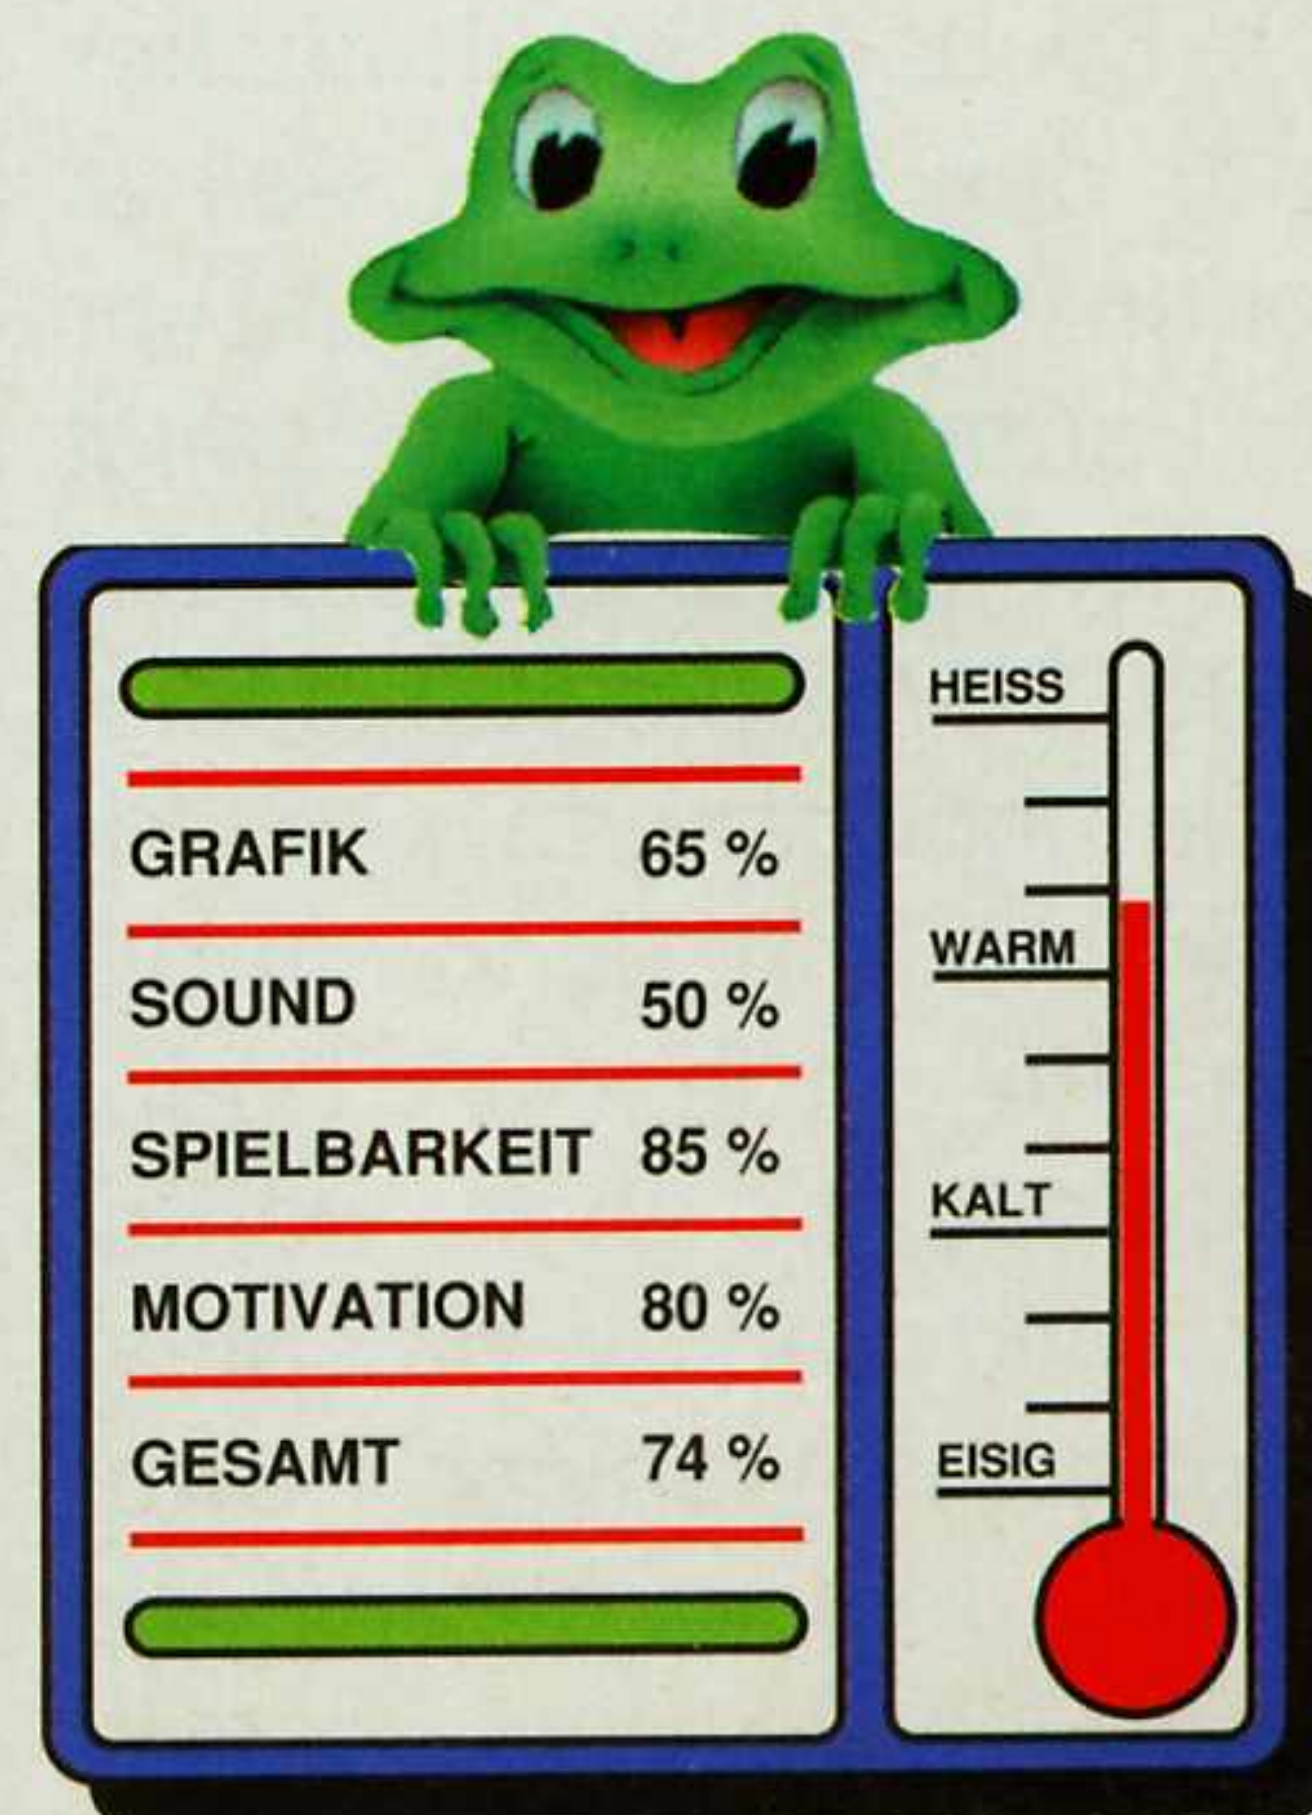 GRAFIK 65 %
SOUND 50 %
SPIELBARKEIT 85 %
MOTIVATION 80 %
GESAMT 74 %
HEISS
WARM
KALT
EISIG